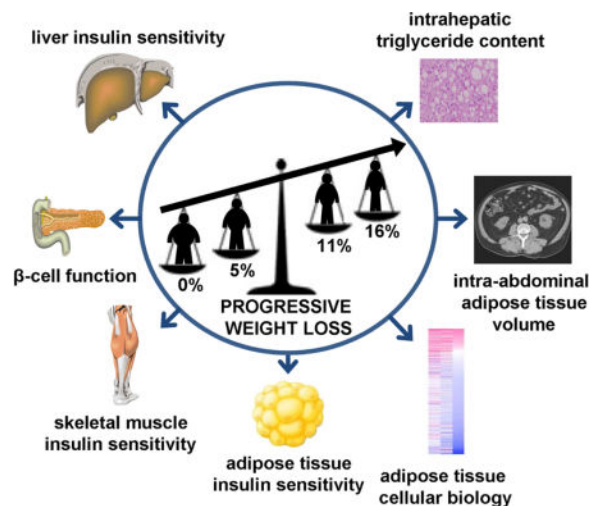 liver insulin sensitivity
intrahepatic
triglyceride content
0%
5%
11%
16%
PROGRESSIVE
WEIGHT LOSS
β-cell function
intra-abdominal
adipose tissue
volume
skeletal muscle
insulin sensitivity
adipose tissue
insulin sensitivity
adipose tissue
cellular biology